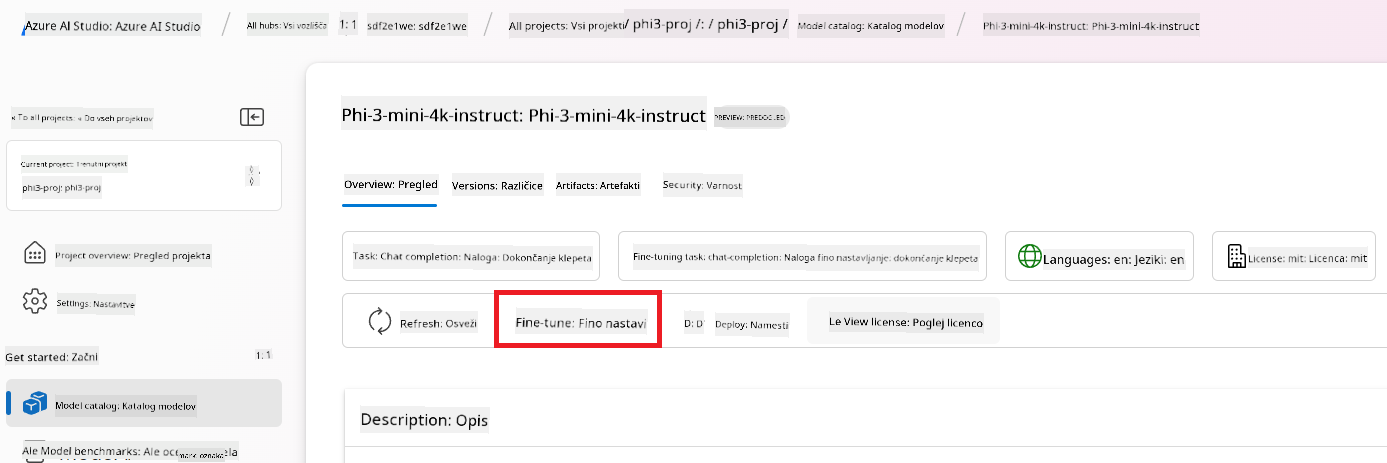 Azure AI Studio: Azure AI Studio / All hubs: Vsi vozlišča 1: 1 sdf2e1we: sdf2e1we / All projects: Vsi projekti / phi3-proj /: / phi3-proj / Model catalog: Katalog modelov / Phi-3-mini-4k-instruct: Phi-3-mini-4k-instruct
« To all projects: « Do vseh projektov
Current project: Trenutni projekt
phi3-proj: phi3-proj
Project overview: Pregled projekta
Settings: Nastavitve
Get started: Začni 1: 1
Model catalog: Katalog modelov
Model benchmarks:
Phi-3-mini-4k-instruct: Phi-3-mini-4k-instruct PREVIEW:
Overview: Pregled Versions: Različice Artifacts: Artefakti Security: Varnost
Task: Chat completion: Naloga: Dokončanje klepeta Fine-tuning task: chat-completion: Naloga fino nastavljanje: dokončanje klepeta Languages: en: Jeziki: en License: mit: Licenca: mit
Refresh: Osveži Fine-tune: Fino nastavi D: D Deploy: Namesti Le View license: Poglej licenco
Description: Opis